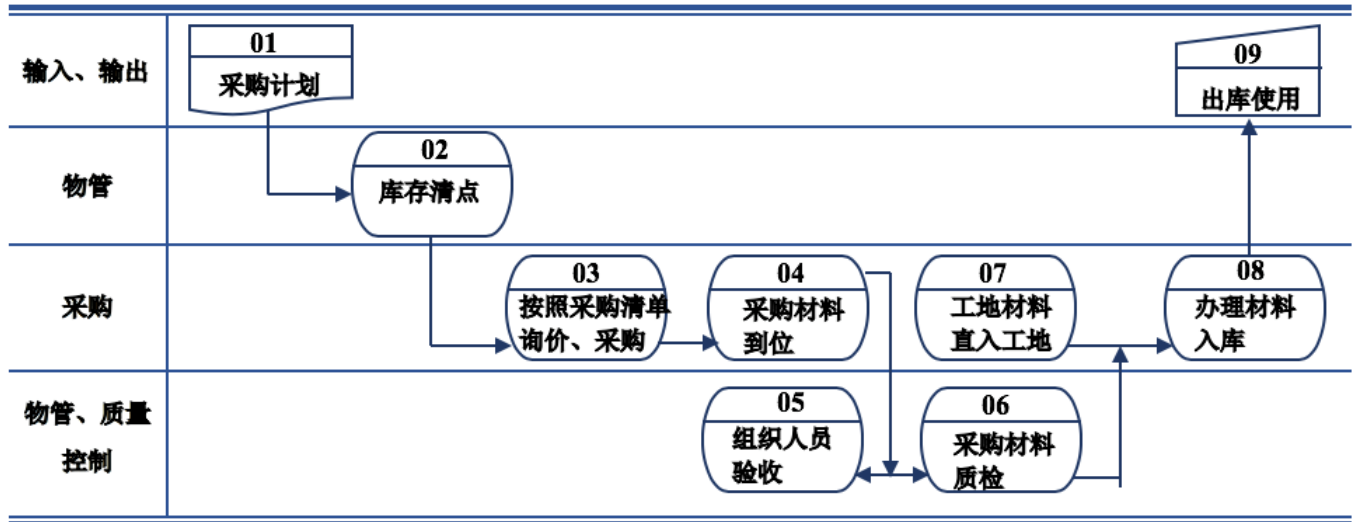 输入、输出
01
采购计划
09
出库使用
物管
02
库存清点
采购
03
按照采购清单
询价、采购
04
采购材料
到位
07
工地材料
直入工地
08
办理材料
入库
物管、质量
控制
05
组织人员
验收
06
采购材料
质检